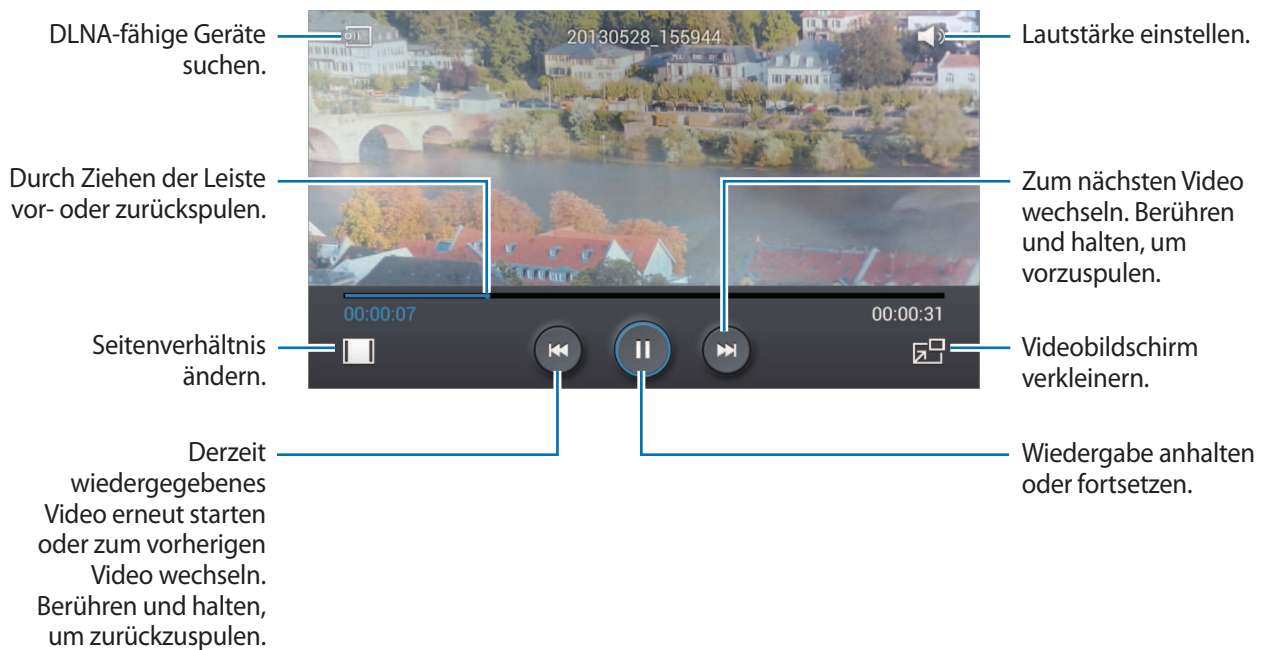 DLNA-fähige Geräte
suchen.
20130528_155944
Lautstärke einstellen.
Durch Ziehen der Leiste
vor- oder zurückspulen.
Zum nächsten Video
wechseln. Berühren
und halten, um
vorzuspulen.
00:00:07
00:00:31
Seitenverhältnis
ändern.
Videobildschirm
verkleinern.
Derzeit
wiedergegebenes
Video erneut starten
oder zum vorherigen
Video wechseln.
Berühren und halten,
um zurückzuspulen.
Wiedergabe anhalten
oder fortsetzen.